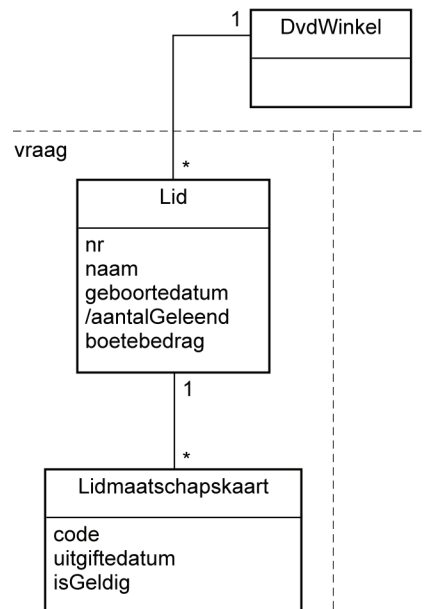 1
DvdWinkel
vraag
*
Lid
nr
naam
geboortedatum
/aantalGeleend
boetebedrag
1
*
Lidmaatschapskaart
code
uitgiftedatum
isGeldig